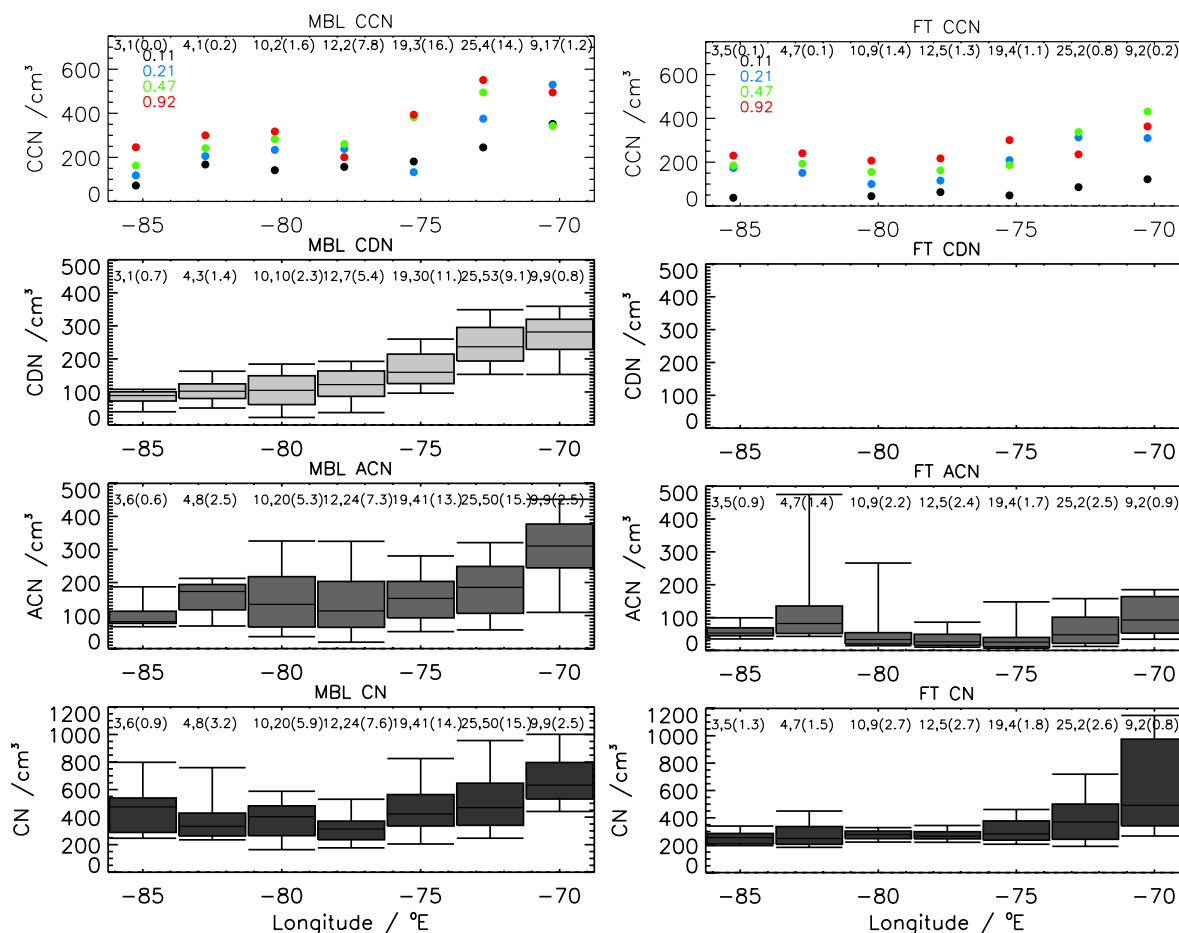 MBL CCN
3,1(0.0) 4,1(0.2) 10,2(1.6) 12,2(7.8) 19,3(16.) 25,4(14.) 9,17(1.2)
0.11
0.21
0.47
0.92
600
400
200
0
CCN /cm³
−85 −80 −75 −70
FT CCN
3,5(0.1) 4,7(0.1) 10,9(1.4) 12,5(1.3) 19,4(1.1) 25,2(0.8) 9,2(0.2)
0.11
0.21
0.47
0.92
600
400
200
0
CCN /cm³
−85 −80 −75 −70
MBL CDN
3,1(0.7) 4,3(1.4) 10,10(2.3) 12,7(5.4) 19,30(11.) 25,53(9.1) 9,9(0.8)
500
400
300
200
100
0
CDN /cm³
−85 −80 −75 −70
FT CDN
500
400
300
200
100
0
CDN /cm³
−85 −80 −75 −70
MBL ACN
3,6(0.6) 4,8(2.5) 10,20(5.3) 12,24(7.3) 19,41(13.) 25,50(15.) 9,9(2.5)
500
400
300
200
100
0
ACN /cm³
−85 −80 −75 −70
FT ACN
3,5(0.9) 4,7(1.4) 10,9(2.2) 12,5(2.4) 19,4(1.7) 25,2(2.5) 9,2(0.9)
500
400
300
200
100
0
ACN /cm³
−85 −80 −75 −70
MBL CN
3,6(0.9) 4,8(3.2) 10,20(5.9) 12,24(7.6) 19,41(14.) 25,50(15.) 9,9(2.5)
1200
1000
800
600
400
200
0
CN /cm³
−85 −80 −75 −70
Longitude / ºE
FT CN
3,5(1.3) 4,7(1.5) 10,9(2.7) 12,5(2.7) 19,4(1.8) 25,2(2.6) 9,2(0.8)
1200
1000
800
600
400
200
0
CN /cm³
−85 −80 −75 −70
Longitude / ºE